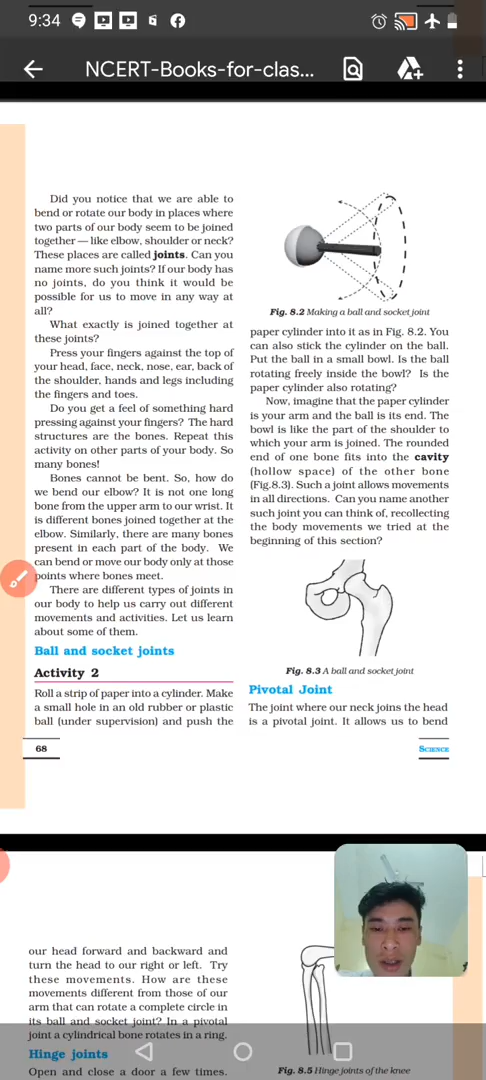 9:34
NCERT-Books-for-clas...
Did you notice that we are able to
bend or rotate our body in places where
two parts of our body seem to be joined
together — like elbow, shoulder or neck?
These places are called joints. Can you
name more such joints? If our body has
no joints, do you think it would be
possible for us to move in any way at
all?
What exactly is joined together at
these joints?
Press your fingers against the top of
your head, face, neck, nose, ear, back of
the shoulder, hands and legs including
the fingers and toes.
Do you get a feel of something hard
pressing against your fingers? The hard
structures are the bones. Repeat this
activity on other parts of your body. So
many bones!
Bones cannot be bent. So, how do
we bend our elbow? It is not one long
bone from the upper arm to our wrist. It
is different bones joined together at the
elbow. Similarly, there are many bones
present in each part of the body. We
can bend or move our body only at those
points where bones meet.
There are different types of joints in
our body to help us carry out different
movements and activities. Let us learn
about some of them.
Ball and socket joints
Activity 2
Roll a strip of paper into a cylinder. Make
a small hole in an old rubber or plastic
ball (under supervision) and push the
68
Fig. 8.2 Making a ball and socket joint
paper cylinder into it as in Fig. 8.2. You
can also stick the cylinder on the ball.
Put the ball in a small bowl. Is the ball
rotating freely inside the bowl? Is the
paper cylinder also rotating?
Now, imagine that the paper cylinder
is your arm and the ball is its end. The
bowl is like the part of the shoulder to
which your arm is joined. The rounded
end of one bone fits into the cavity
(hollow space) of the other bone
(Fig.8.3). Such a joint allows movements
in all directions. Can you name another
such joint you can think of, recollecting
the body movements we tried at the
beginning of this section?
Fig. 8.3 A ball and socket joint
Pivotal Joint
The joint where our neck joins the head
is a pivotal joint. It allows us to bend
SCIENCE
our head forward and backward and
turn the head to our right or left. Try
these movements. How are these
movements different from those of our
arm that can rotate a complete circle in
its ball and socket joint? In a pivotal
joint a cylindrical bone rotates in a ring.
Hinge joints
Open and close a door a few times.
Fig. 8.5 Hinge joints of the knee